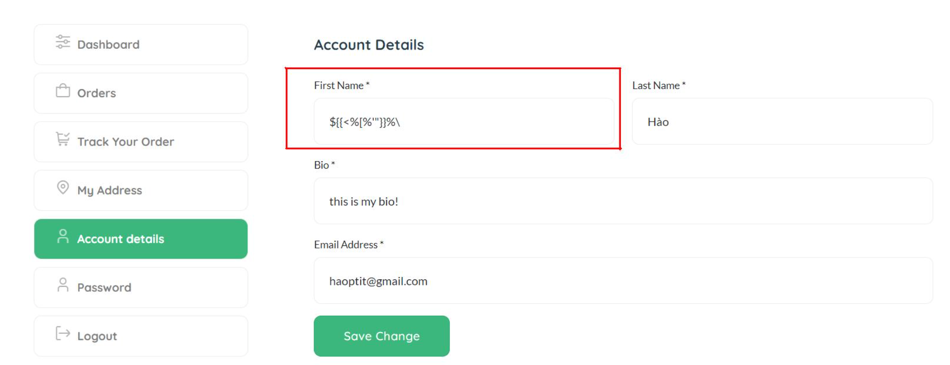 Dashboard
Orders
Track Your Order
My Address
Account details
Password
Logout
Account Details
First Name *
${{<%[%'"}}%\
Last Name *
Hào
Bio *
this is my bio!
Email Address *
haoptit@gmail.com
Save Change